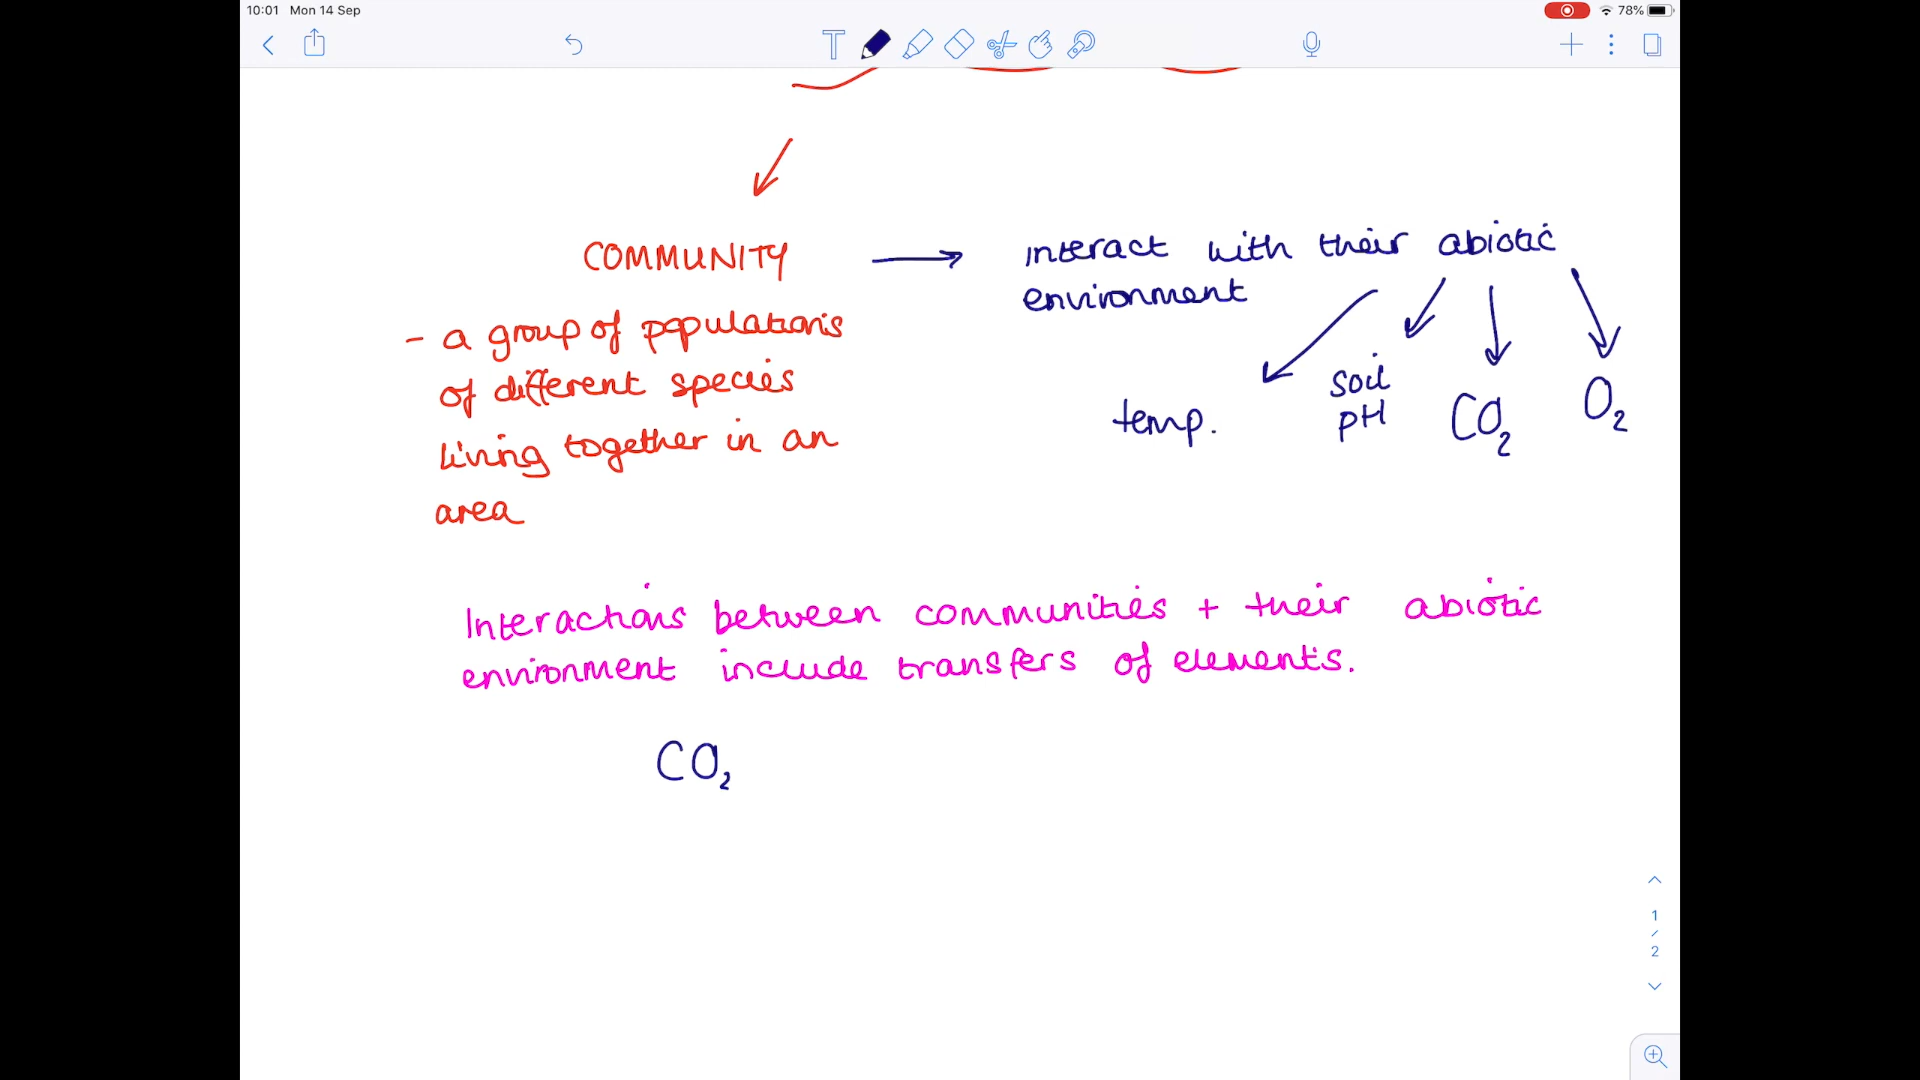 10:01 Mon 14 Sep
78%
T
COMMUNITY
interact with their abiotic
environment
- a group of populations
of different species
living together in an
area
temp.
soil
pH
CO₂
O₂
Interactions between communities + their abiotic
environment include transfers of elements.
CO₂
1
/
2